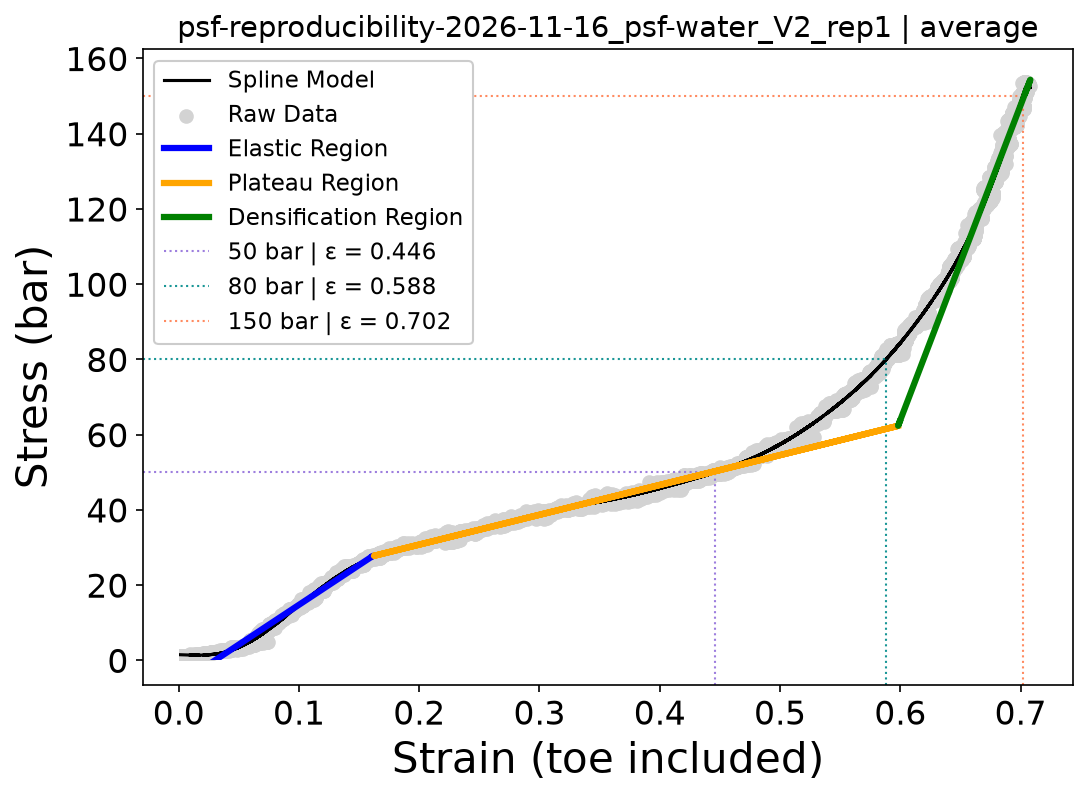 psf-reproducibility-2026-11-16_psf-water_V2_rep1 | average
Spline Model
Raw Data
Elastic Region
Plateau Region
Densification Region
50 bar | ε = 0.446
80 bar | ε = 0.588
150 bar | ε = 0.702
Stress (bar)
160
140
120
100
80
60
40
20
0
0.0 0.1 0.2 0.3 0.4 0.5 0.6 0.7
Strain (toe included)